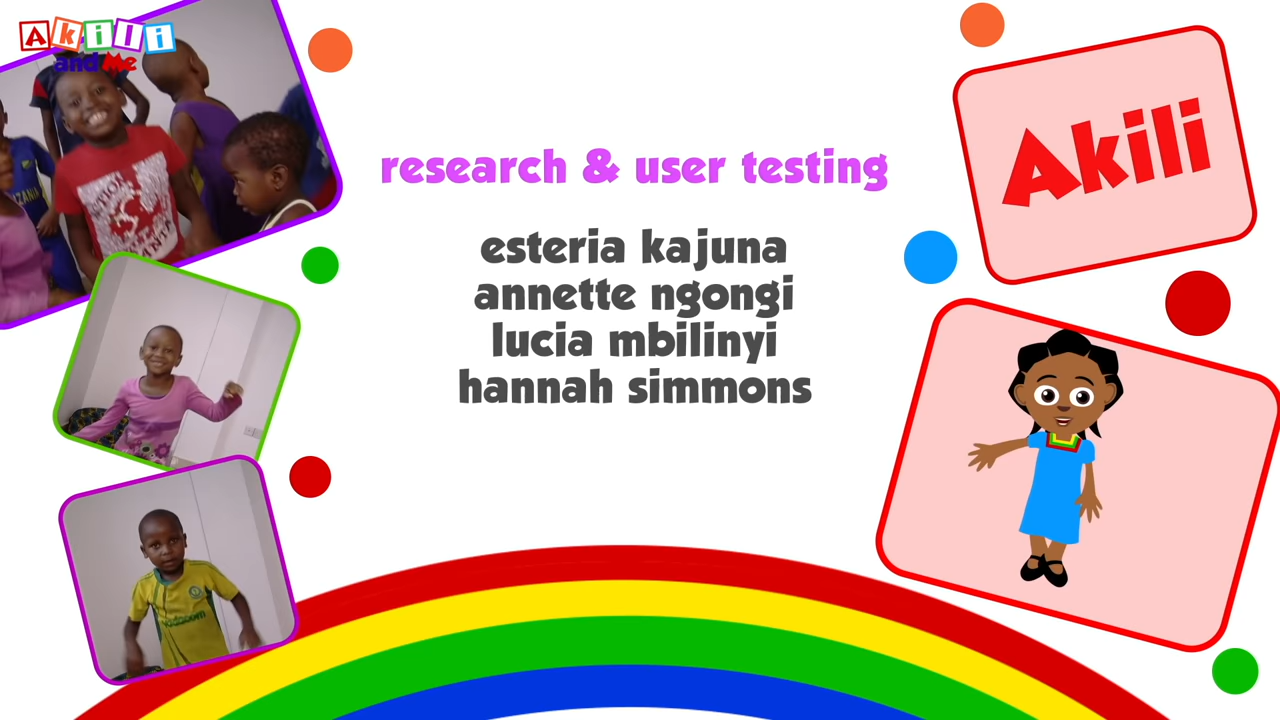 Akili
and Me
research & user testing
esteria kajuna
annette ngongi
lucia mbilinyi
hannah simmons
Akili